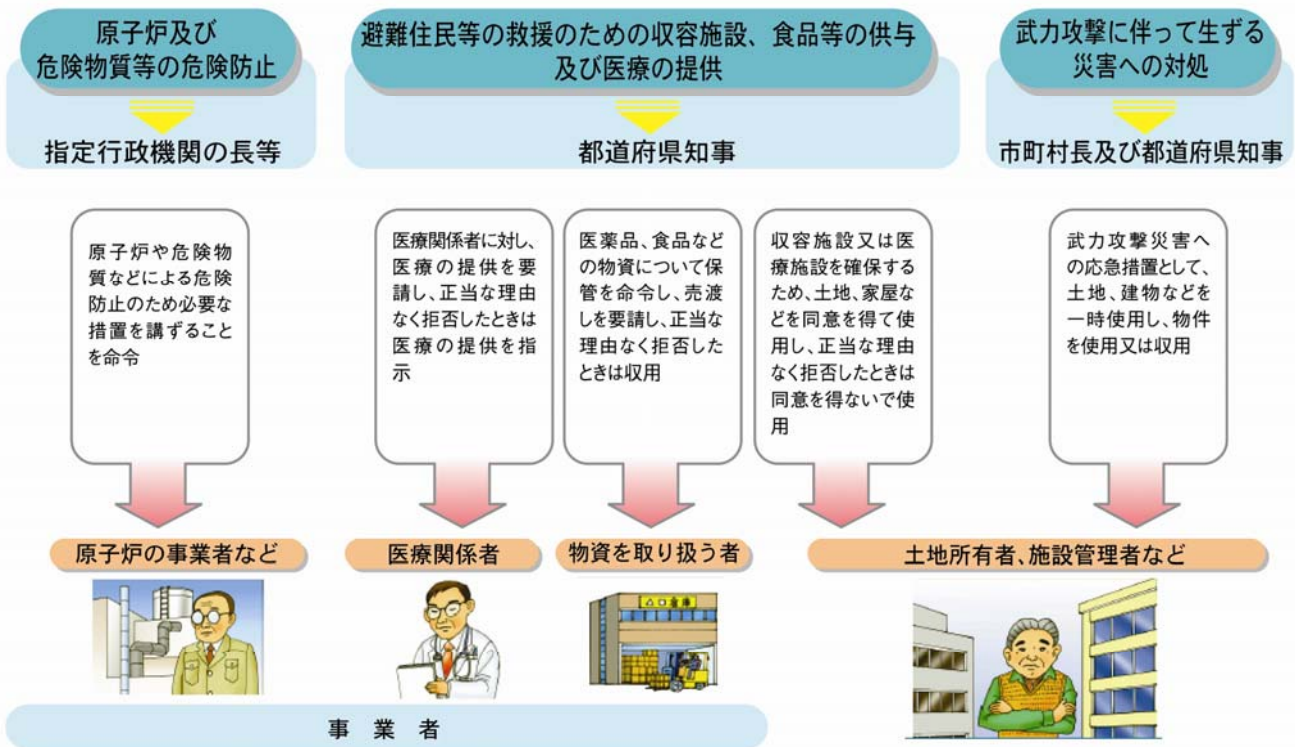 原子炉及び
危険物質等の危険防止
指定行政機関の長等
避難住民等の救援のための収容施設、食品等の供与
及び医療の提供
都道府県知事
武力攻撃に伴って生ずる
災害への対処
市町村長及び都道府県知事
原子炉や危険物
質などによる危険
防止のため必要な
措置を講ずること
を命令
医療関係者に対し、
医療の提供を要
請し、正当な理由
なく拒否したときは
医療の提供を指
示
医薬品、食品など
の物資について保
管を命令し、売渡
しを要請し、正当な
理由なく拒否した
ときは収用
収容施設又は医
療施設を確保する
ため、土地、家屋な
どを同意を得て使
用し、正当な理由
なく拒否したときは
同意を得ないで使
用
武力攻撃災害へ
の応急措置として、
土地、建物などを
一時使用し、物件
を使用又は収用
原子炉の事業者など
医療関係者
物資を取り扱う者
土地所有者、施設管理者など
事業者